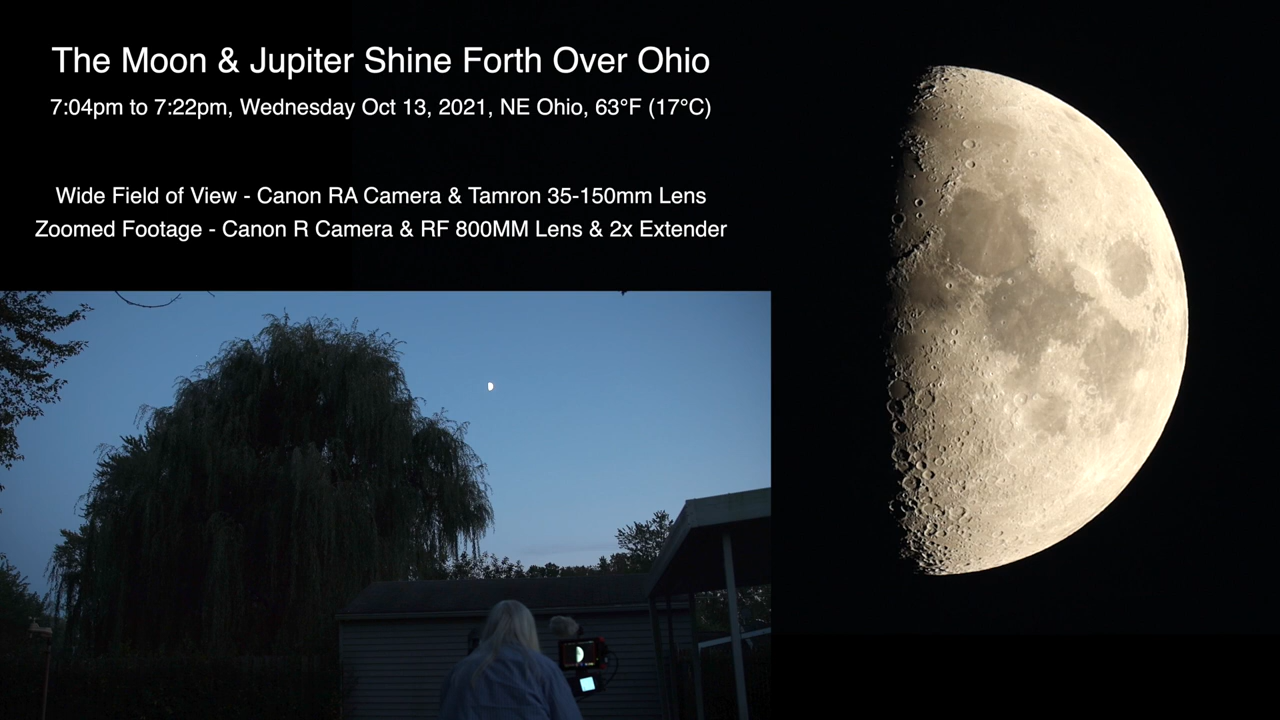 The Moon & Jupiter Shine Forth Over Ohio
7:04pm to 7:22pm, Wednesday Oct 13, 2021, NE Ohio, 63°F (17°C)
Wide Field of View - Canon RA Camera & Tamron 35-150mm Lens
Zoomed Footage - Canon R Camera & RF 800MM Lens & 2x Extender